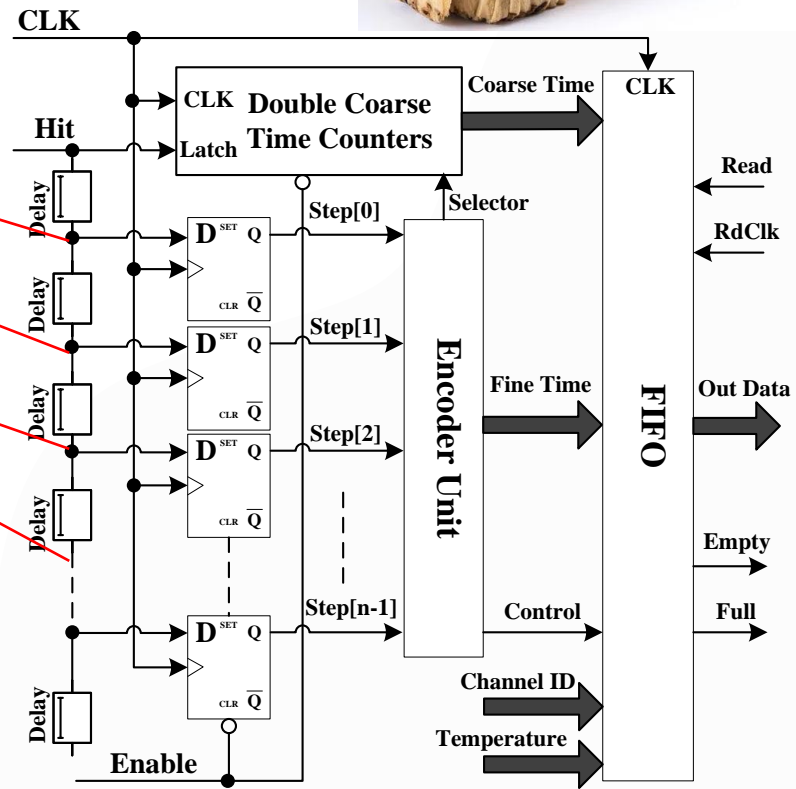 CLK
Hit
CLK
Latch
Double Coarse
Time Counters
Coarse Time
CLK
Read
RdClk
Selector
Delay
D SET Q
CLR Q
Step[0]
Delay
D SET Q
CLR Q
Step[1]
Delay
D SET Q
CLR Q
Step[2]
Delay
D SET Q
CLR Q
Step[n-1]
Delay
Encoder Unit
Fine Time
FIFO
Out Data
Empty
Full
Control
Channel ID
Temperature
Enable